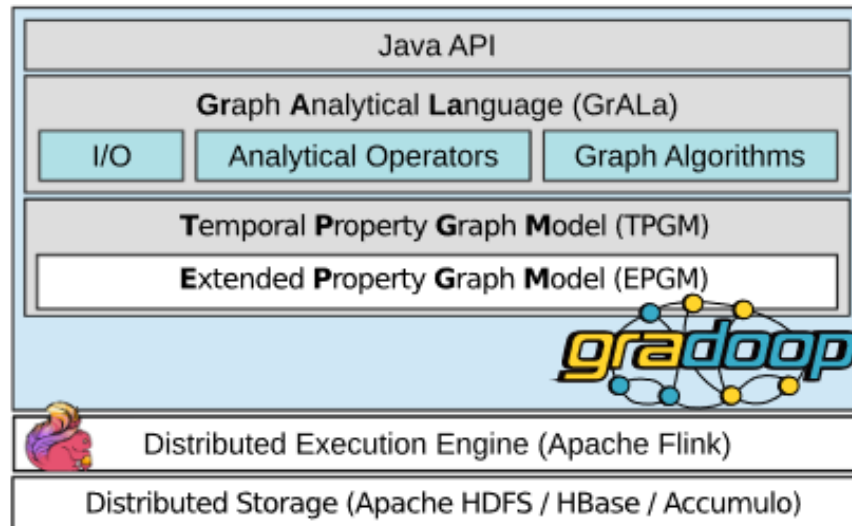 Java API
Graph Analytical Language (GrALa)
I/O
Analytical Operators
Graph Algorithms
Temporal Property Graph Model (TPGM)
Extended Property Graph Model (EPGM)
gradoop
Distributed Execution Engine (Apache Flink)
Distributed Storage (Apache HDFS / HBase / Accumulo)